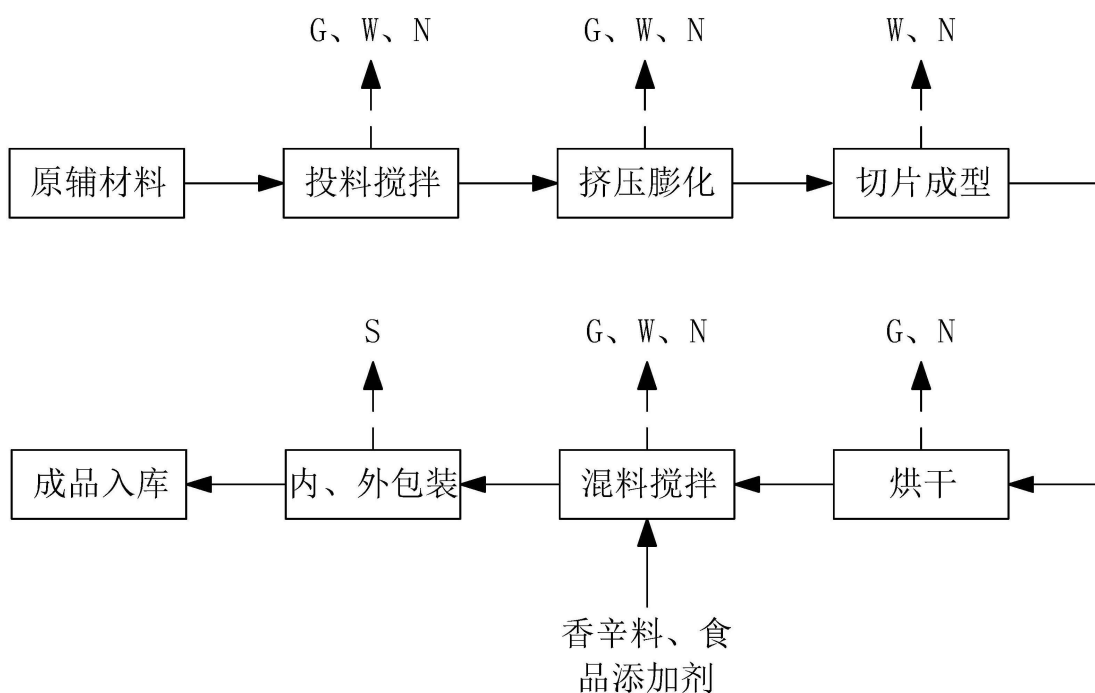 G、W、N
G、W、N
W、N
原辅材料
投料搅拌
挤压膨化
切片成型
S
G、W、N
G、N
成品入库
内、外包装
混料搅拌
烘干
香辛料、食
品添加剂